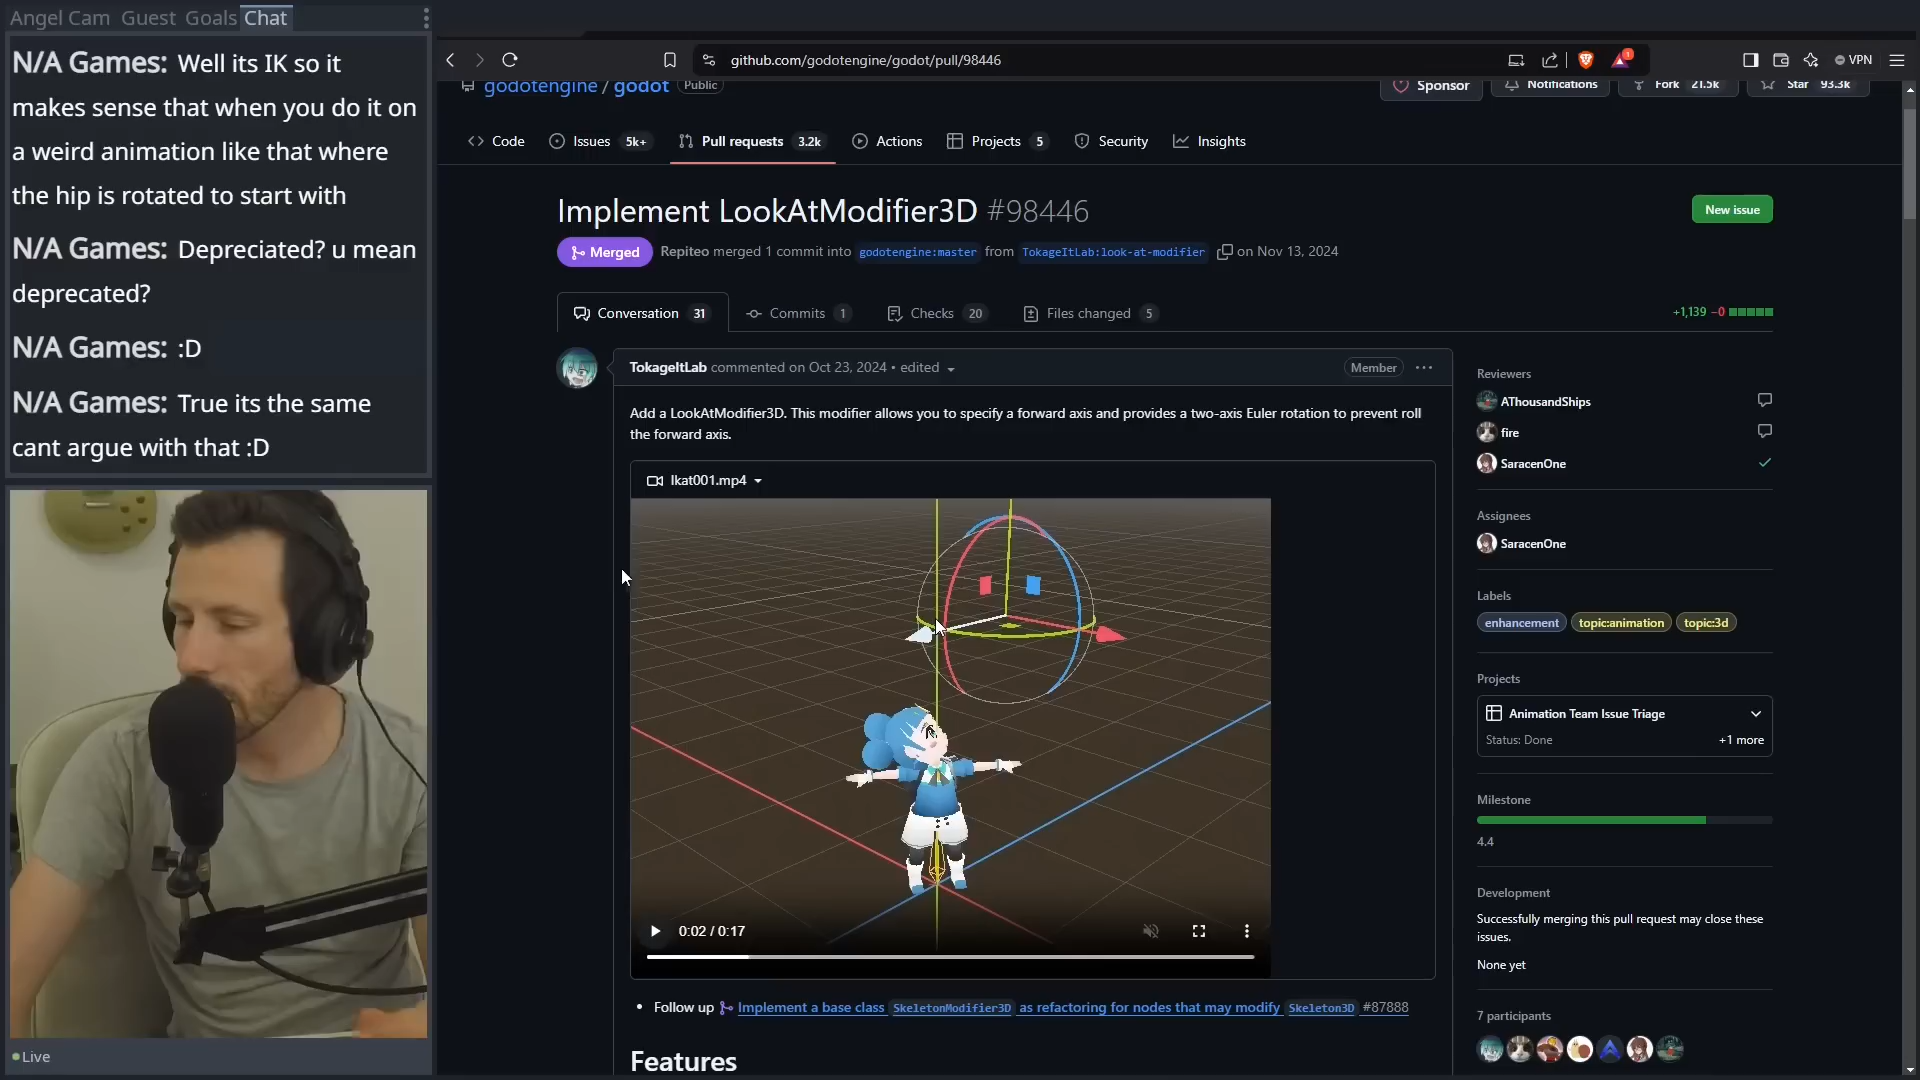 Angel Cam Guest Goals Chat
N/A Games: Well its IK so it
makes sense that when you do it on
a weird animation like that where
the hip is rotated to start with
N/A Games: Depreciated? u mean
deprecated?
N/A Games: :D
N/A Games: True its the same
cant argue with that :D
Live
github.com/godotengine/godot/pull/98446
1
VPN
godotengine / godot Public
Sponsor
Notifications
Fork 21.5k
Star 93.3k
Code
Issues 5k+
Pull requests 3.2k
Actions
Projects 5
Security
Insights
Implement LookAtModifier3D #98446
New issue
Merged Repiteo merged 1 commit into godotengine:master from TokageItLab:look-at-modifier on Nov 13, 2024
Conversation 31
Commits 1
Checks 20
Files changed 5
+1,139 −0
TokageItLab commented on Oct 23, 2024 • edited
Member
Add a LookAtModifier3D. This modifier allows you to specify a forward axis and provides a two-axis Euler rotation to prevent roll
the forward axis.
lkat001.mp4
0:02 / 0:17
• Follow up Implement a base class SkeletonModifier3D as refactoring for nodes that may modify Skeleton3D #87888
Features
Reviewers
AThousandShips
fire
SaracenOne
Assignees
SaracenOne
Labels
enhancement topic:animation topic:3d
Projects
Animation Team Issue Triage
Status: Done +1 more
Milestone
4.4
Development
Successfully merging this pull request may close these
issues.
None yet
7 participants